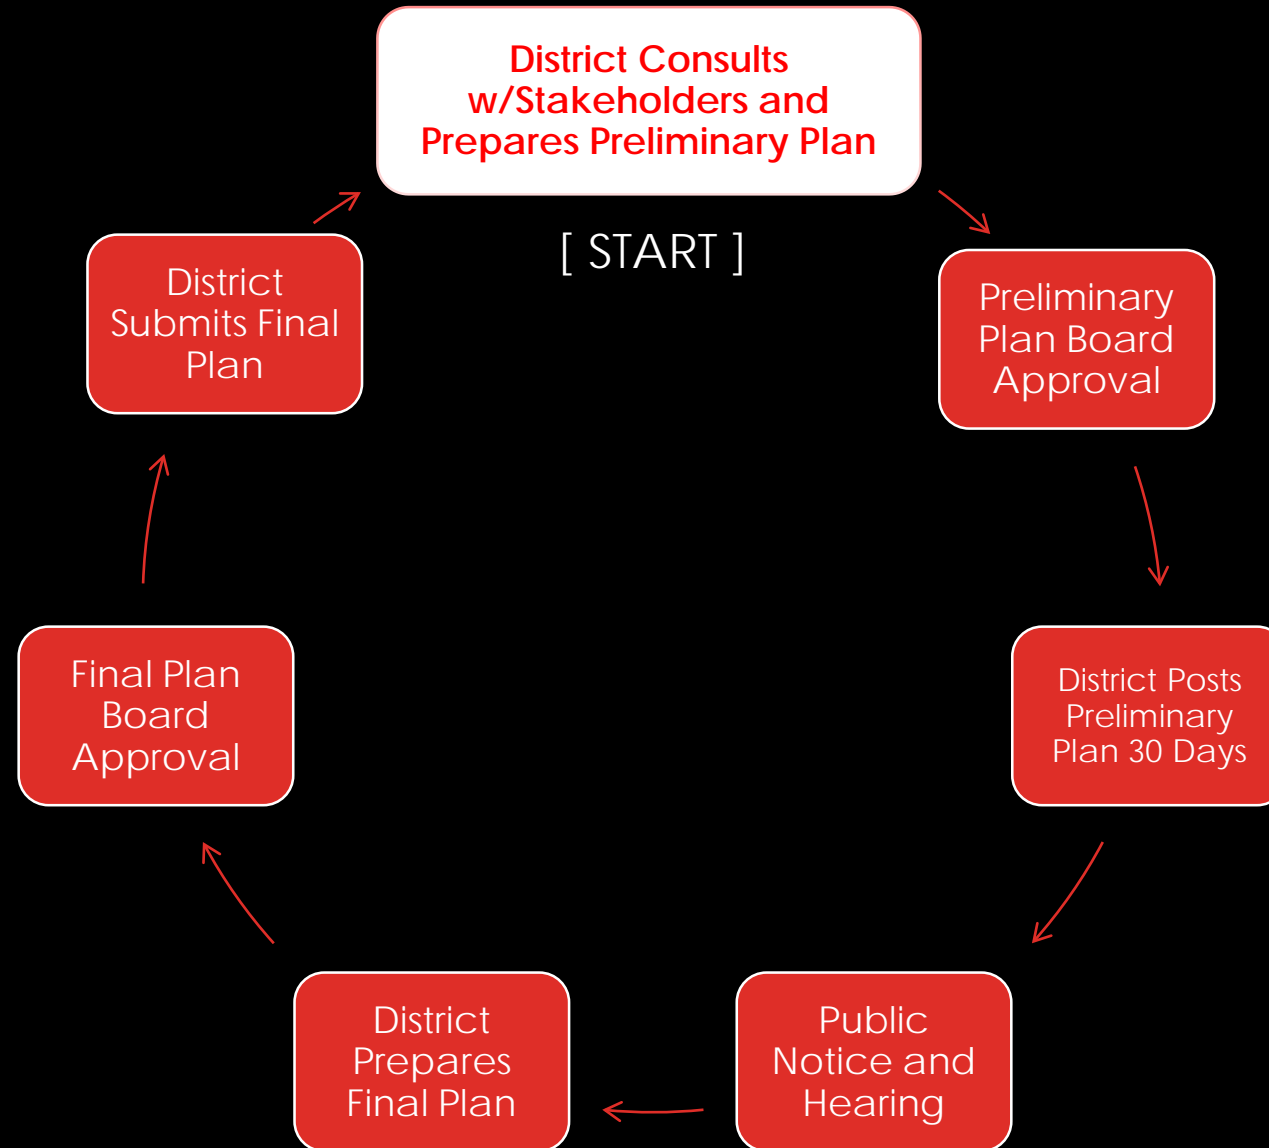 District Consults
w/Stakeholders and
Prepares Preliminary Plan
[ START ]
Preliminary
Plan Board
Approval
District Posts
Preliminary
Plan 30 Days
Public
Notice and
Hearing
District
Prepares
Final Plan
Final Plan
Board
Approval
District
Submits Final
Plan